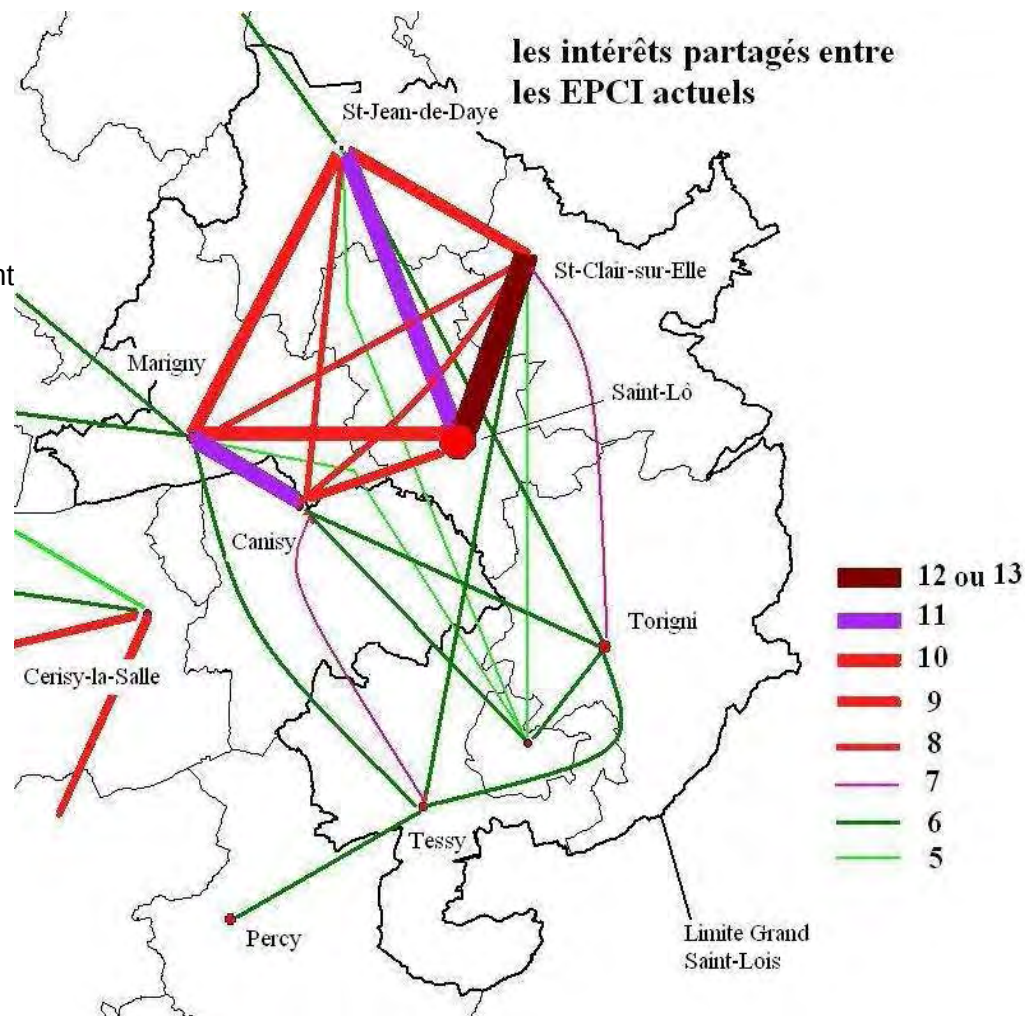 les intérêts partagés entre
les EPCI actuels
St-Jean-de-Daye
nt
St-Clair-sur-Elle
Marigny
Saint-Lô
Canisy
12 ou 13
11
Torigni
10
Cerisy-la-Salle
9
8
7
6
Tessy
5
Percy
Limite Grand
Saint-Lois